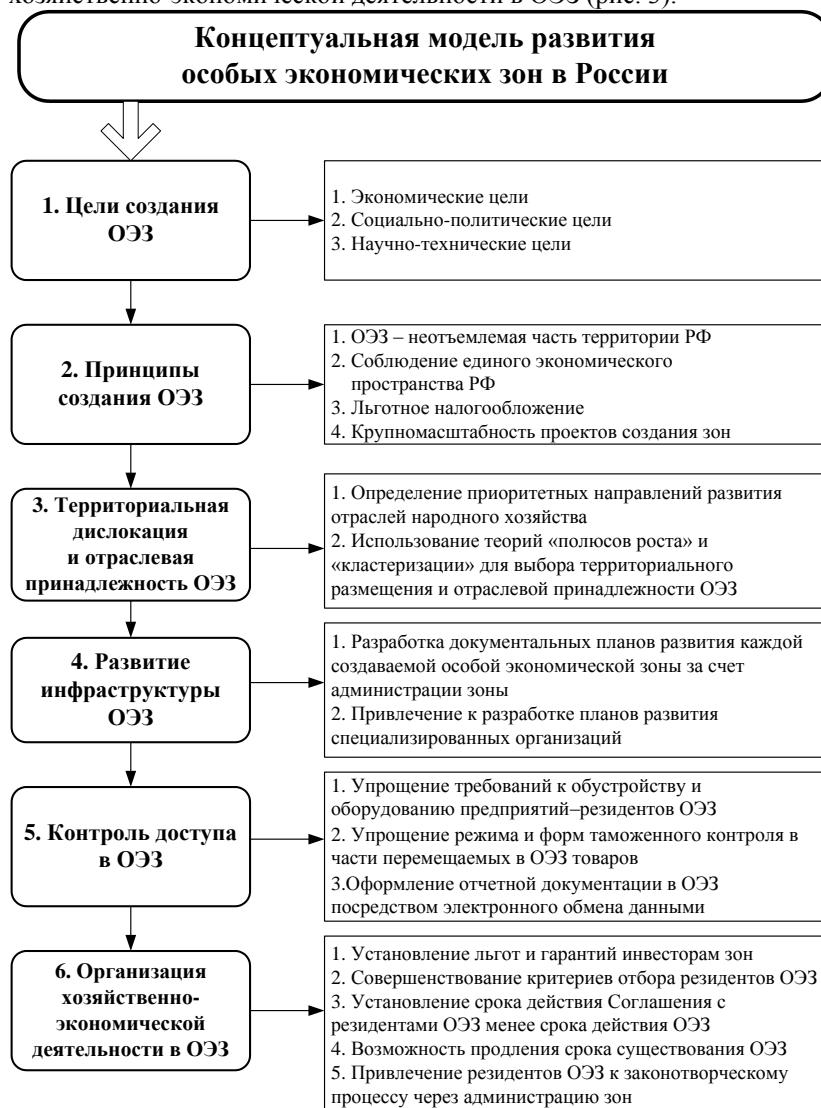 хозяйственно-экономической деятельности в ОЭЗ (рис. 3).
Концептуальная модель развития
особых экономических зон в России
1. Цели создания
ОЭЗ
1. Экономические цели
2. Социально-политические цели
3. Научно-технические цели
2. Принципы
создания ОЭЗ
1. ОЭЗ – неотъемлемая часть территории РФ
2. Соблюдение единого экономического
пространства РФ
3. Льготное налогообложение
4. Крупномасштабность проектов создания зон
3. Территориальная
дислокация
и отраслевая
принадлежность ОЭЗ
1. Определение приоритетных направлений развития
отраслей народного хозяйства
2. Использование теорий «полюсов роста» и
«кластеризации» для выбора территориального
размещения и отраслевой принадлежности ОЭЗ
4. Развитие
инфраструктуры
ОЭЗ
1. Разработка документальных планов развития каждой
создаваемой особой экономической зоны за счет
администрации зоны
2. Привлечение к разработке планов развития
специализированных организаций
5. Контроль доступа
в ОЭЗ
1. Упрощение требований к обустройству и
оборудованию предприятий–резидентов ОЭЗ
2. Упрощение режима и форм таможенного контроля в
части перемещаемых в ОЭЗ товаров
3.Оформление отчетной документации в ОЭЗ
посредством электронного обмена данными
6. Организация
хозяйственно-
экономической
деятельности в ОЭЗ
1. Установление льгот и гарантий инвесторам зон
2. Совершенствование критериев отбора резидентов ОЭЗ
3. Установление срока действия Соглашения с
резидентами ОЭЗ менее срока действия ОЭЗ
4. Возможность продления срока существования ОЭЗ
5. Привлечение резидентов ОЭЗ к законотворческому
процессу через администрацию зон